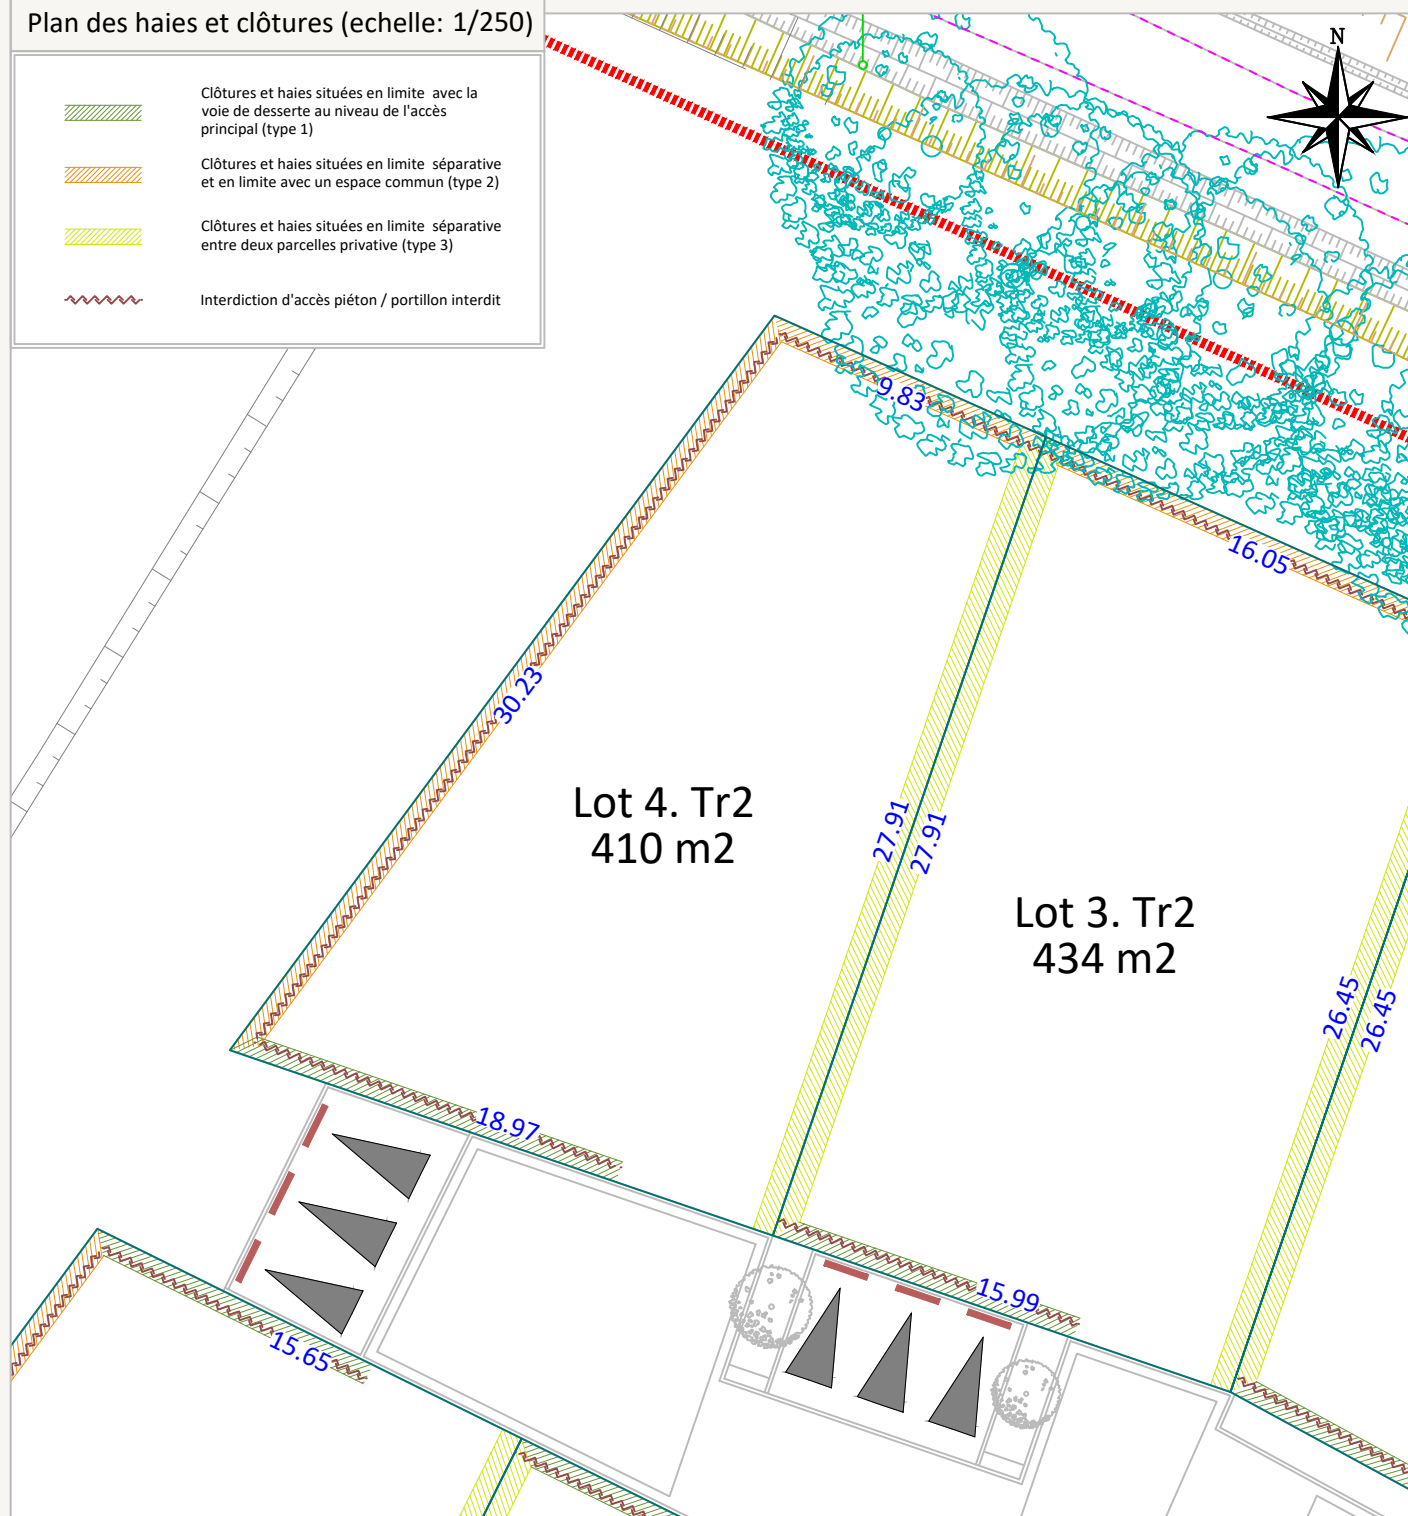 Plan des haies et clôtures (echelle: 1/250)
Clôtures et haies situées en limite avec la
voie de desserte au niveau de l'accès
principal (type 1)
Clôtures et haies situées en limite séparative
et en limite avec un espace commun (type 2)
Clôtures et haies situées en limite séparative
entre deux parcelles privative (type 3)
Interdiction d'accès piéton / portillon interdit
N
9.83
16.05
30.23
Lot 4. Tr2
410 m2
27.91
27.91
Lot 3. Tr2
434 m2
26.45
26.45
18.97
15.99
15.65